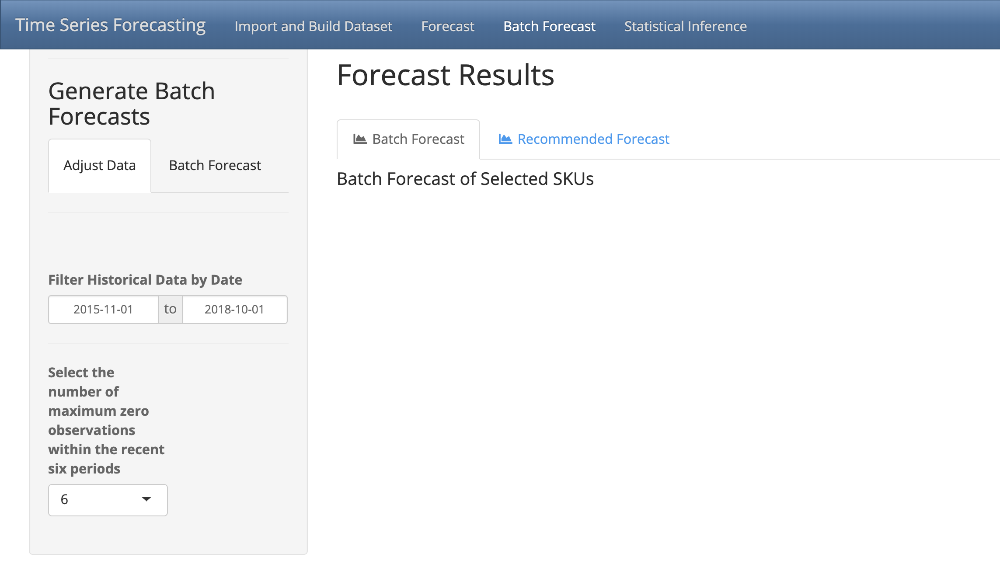 Time Series Forecasting Import and Build Dataset Forecast Batch Forecast Statistical Inference
Generate Batch
Forecasts
Adjust Data Batch Forecast
Filter Historical Data by Date
2015-11-01 to 2018-10-01
Select the
number of
maximum zero
observations
within the recent
six periods
6
Forecast Results
Batch Forecast Recommended Forecast
Batch Forecast of Selected SKUs